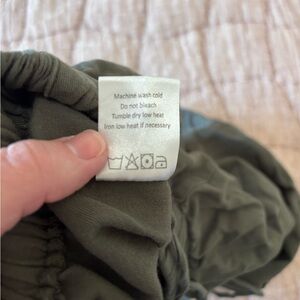 Machine wash cold
Do not bleach
Tumble dry low heat
Iron low heat if necessary